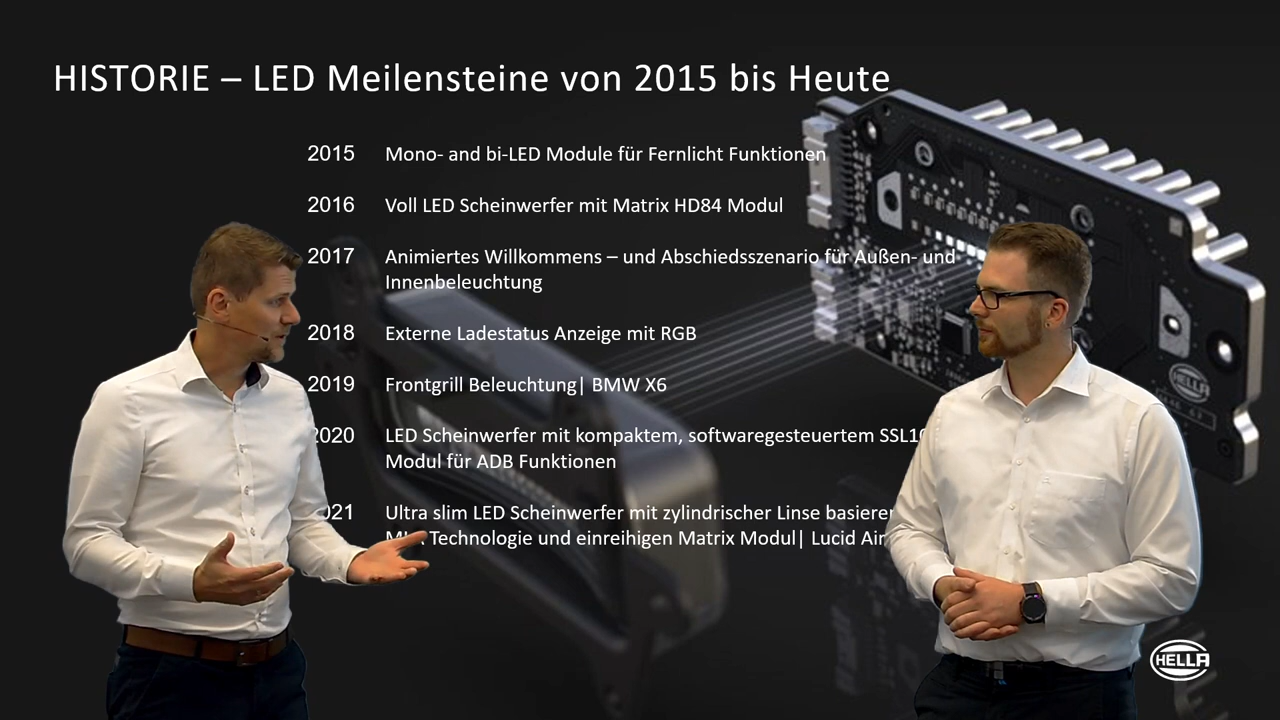 HISTORIE – LED Meilensteine von 2015 bis Heute
2015 Mono- and bi-LED Module für Fernlicht Funktionen
2016 Voll LED Scheinwerfer mit Matrix HD84 Modul
2017 Animiertes Willkommens – und Abschiedsszenario für Außen- und
Innenbeleuchtung
2018 Externe Ladestatus Anzeige mit RGB
2019 Frontgrill Beleuchtung| BMW X6
2020 LED Scheinwerfer mit kompaktem, softwaregesteuertem
Modul für ADB Funktionen
Ultra slim LED Scheinwerfer mit zylindrischer Linse
Technologie und einreihigen Matrix Modul| Lucid Air
HELLA
HELLA